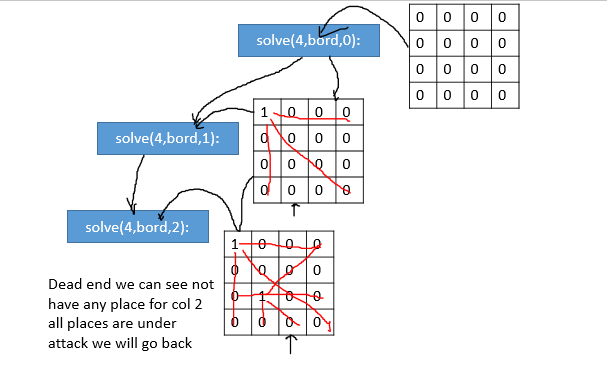 0 0 0 0
solve(4,bord,0):
0 0 0 0
0 0 0 0
0 0 0 0
1 0 0 0
solve(4,bord,1):
0 0 0 0
0 0 0 0
0 0 0 0
solve(4,bord,2):
1 0 0 0
0 0 0 0
0 1 0 0
0 0 0 0
Dead end we can see not
have any place for col 2
all places are under
attack we will go back